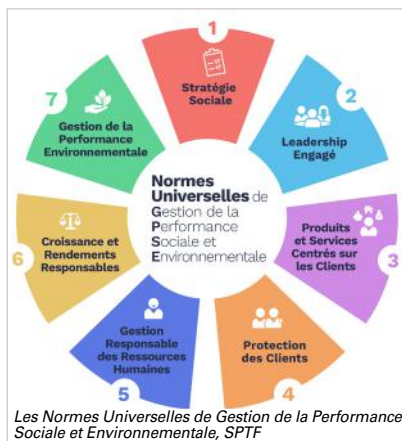 1
Stratégie
Sociale
2
Leadership
Engagé
Produits
et Services
Centrés sur
les Clients
3
Protection
des Clients
4
Gestion
Responsable
des Ressources
Humaines
5
Croissance et
Rendements
Responsables
6
7
Gestion de la
Performance
Environnementale
Normes
Universelles de
Gestion de la
Performance
Sociale et
Environnementale
Les Normes Universelles de Gestion de la Performance
Sociale et Environnementale, SPTF